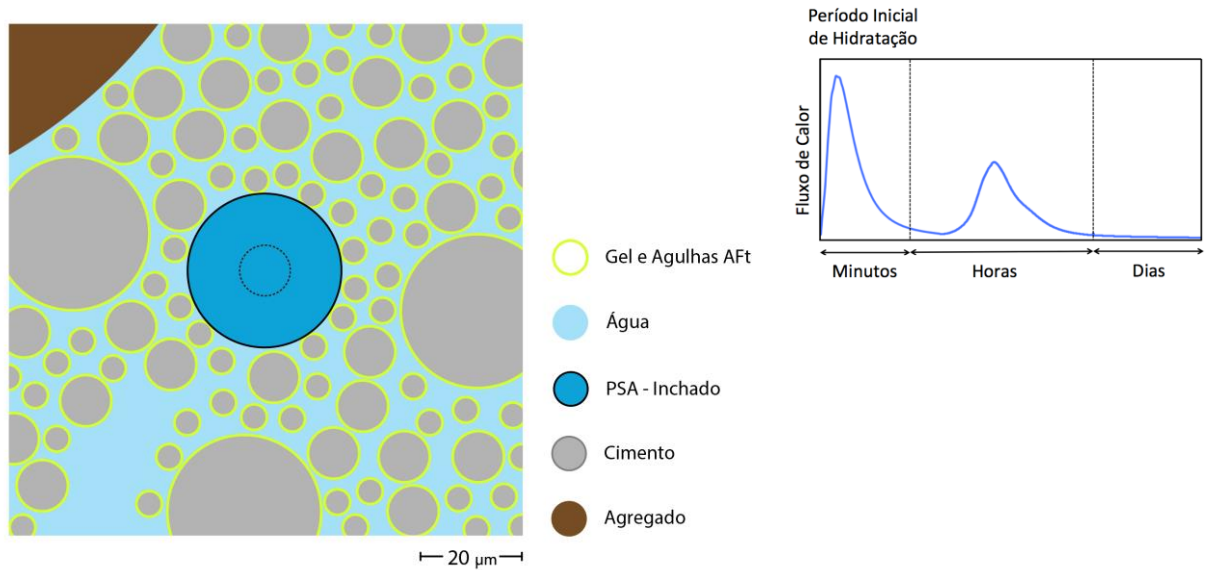 Gel e Agulhas AFt
Água
PSA - Inchado
Cimento
Agregado
20 µm
Período Inicial
de Hidratação
Fluxo de Calor
Minutos
Horas
Dias